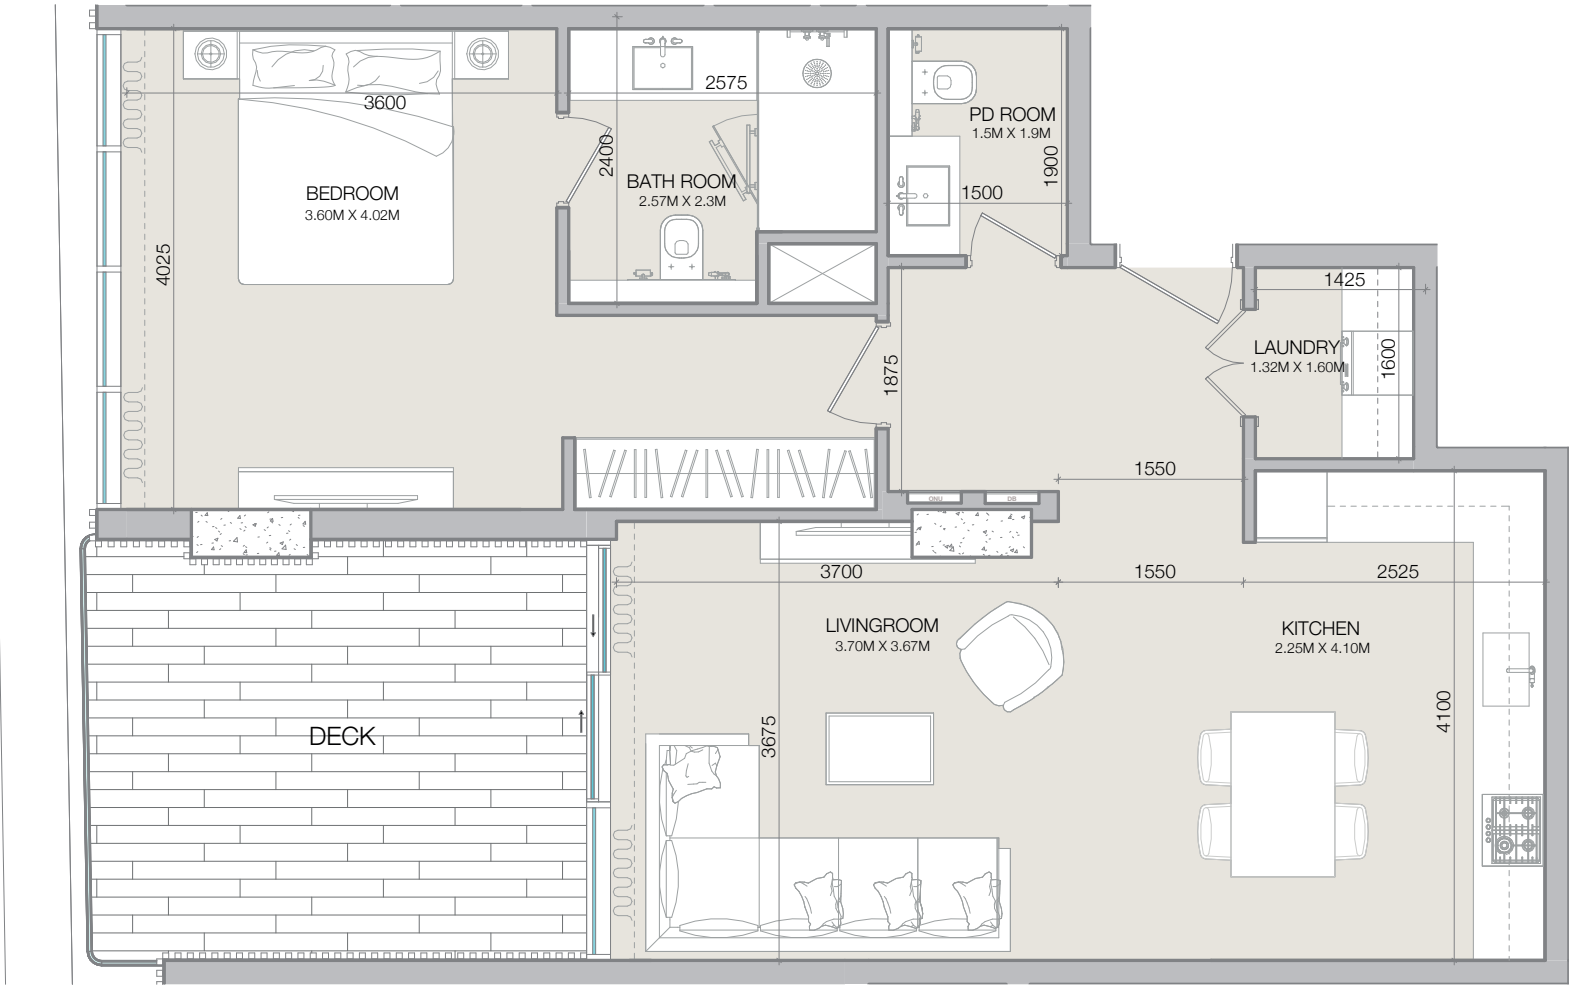 2575
3600
BEDROOM
3.60M X 4.02M
4025
2400
BATH ROOM
2.57M X 2.3M
PD ROOM
1.5M X 1.9M
1900
1500
1425
LAUNDRY
1.32M X 1.60M
1600
1875
1550
ONU
DB
3700
1550
2525
LIVINGROOM
3.70M X 3.67M
KITCHEN
2.25M X 4.10M
DECK
3675
4100